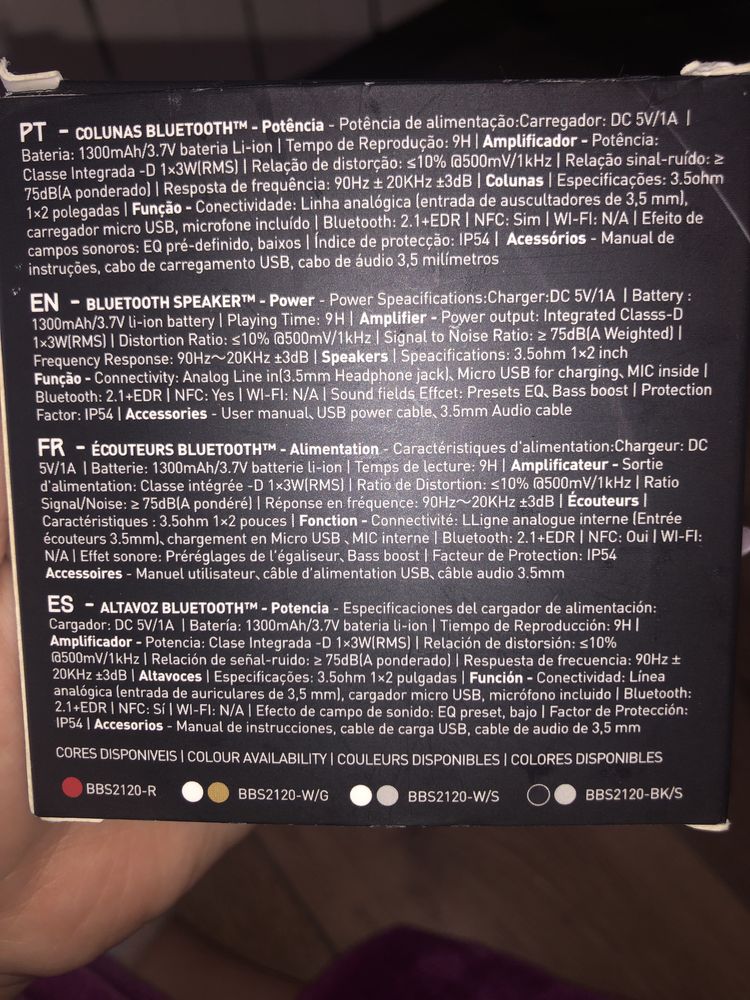 PT - COLUNAS BLUETOOTH™ - Potência - Potência de alimentação:Carregador: DC 5V/1A |
Bateria: 1300mAh/3.7V bateria Li-ion | Tempo de Reprodução: 9H | Amplificador - Potência:
Classe Integrada -D 1×3W(RMS) | Relação de distorção: ≤10% @500mV/1kHz | Relação sinal-ruído: ≥
75dB(A ponderado) | Resposta de frequência: 90Hz ± 20KHz ±3dB | Colunas | Especificações: 3.5ohm
1×2 polegadas | Função - Conectividade: Linha analógica (entrada de auscultadores de 3,5 mm),
carregador micro USB, microfone incluído | Bluetooth: 2.1+EDR | NFC: Sim | WI-FI: N/A | Efeito de
campos sonoros: EQ pré-definido, baixos | Índice de protecção: IP54 | Acessórios - Manual de
instruções, cabo de carregamento USB, cabo de áudio 3,5 milímetros
EN - BLUETOOTH SPEAKER™ - Power - Power Speacifications:Charger:DC 5V/1A | Battery :
1300mAh/3.7V li-ion battery | Playing Time: 9H | Amplifier - Power output: Integrated Classs-D
1×3W(RMS) | Distortion Ratio: ≤10% @500mV/1kHz | Signal to Ñoise Ratio: ≥ 75dB(A Weighted) |
Frequency Response: 90Hz～20KHz ±3dB | Speakers | Speacifications: 3.5ohm 1×2 inch
Função - Connectivity: Analog Line in(3.5mm Headphone jack)、Micro USB for charging、MIC inside |
Bluetooth: 2.1+EDR | NFC: Yes | WI-FI: N/A | Sound fields Effcet: Presets EQ、Bass boost | Protection
Factor: IP54 | Accessories - User manual、USB power cable、3.5mm Audio cable
FR - ÉCOUTEURS BLUETOOTH™ - Alimentation - Caractéristiques d'alimentation:Chargeur: DC
5V/1A | Batterie: 1300mAh/3.7V batterie li-ion | Temps de lecture: 9H | Amplificateur - Sortie
d'alimentation: Classe intégrée -D 1×3W(RMS) | Ratio de Distortion: ≤10% @500mV/1kHz | Ratio
Signal/Noise: ≥ 75dB(A pondéré) | Réponse en fréquence: 90Hz～20KHz ±3dB | Écouteurs |
Caractéristiques : 3.5ohm 1×2 pouces | Fonction - Connectivité: LLigne analogue interne (Entrée
écouteurs 3.5mm)、chargement en Micro USB 、MIC interne | Bluetooth: 2.1+EDR | NFC: Oui | WI-FI:
N/A | Effet sonore: Préréglages de l'égaliseur、Bass boost | Facteur de Protection: IP54
Accessoires - Manuel utilisateur、câble d'alimentation USB、câble audio 3.5mm
ES - ALTAVOZ BLUETOOTH™ - Potencia - Especificaciones del cargador de alimentación:
Cargador: DC 5V/1A | Batería: 1300mAh/3.7V bateria li-ion | Tiempo de Reproducción: 9H |
Amplificador - Potencia: Clase Integrada -D 1×3W(RMS) | Relación de distorsión: ≤10%
@500mV/1kHz | Relación de señal-ruido: ≥ 75dB(A ponderado) | Respuesta de frecuencia: 90Hz ±
20KHz ±3dB | Altavoces | Especificações: 3.5ohm 1×2 pulgadas | Función - Conectividad: Línea
analógica (entrada de auriculares de 3,5 mm), cargador micro USB, micrófono incluido | Bluetooth:
2.1+EDR | NFC: Sí | WI-FI: N/A | Efecto de campo de sonido: EQ preset, bajo | Factor de Protección:
IP54 | Accesorios - Manual de instrucciones, cable de carga USB, cable de audio de 3,5 mm
CORES DISPONIVEIS | COLOUR AVAILABILITY | COULEURS DISPONIBLES | COLORES DISPONIBLES
BBS2120-R BBS2120-W/G BBS2120-W/S BBS2120-BK/S